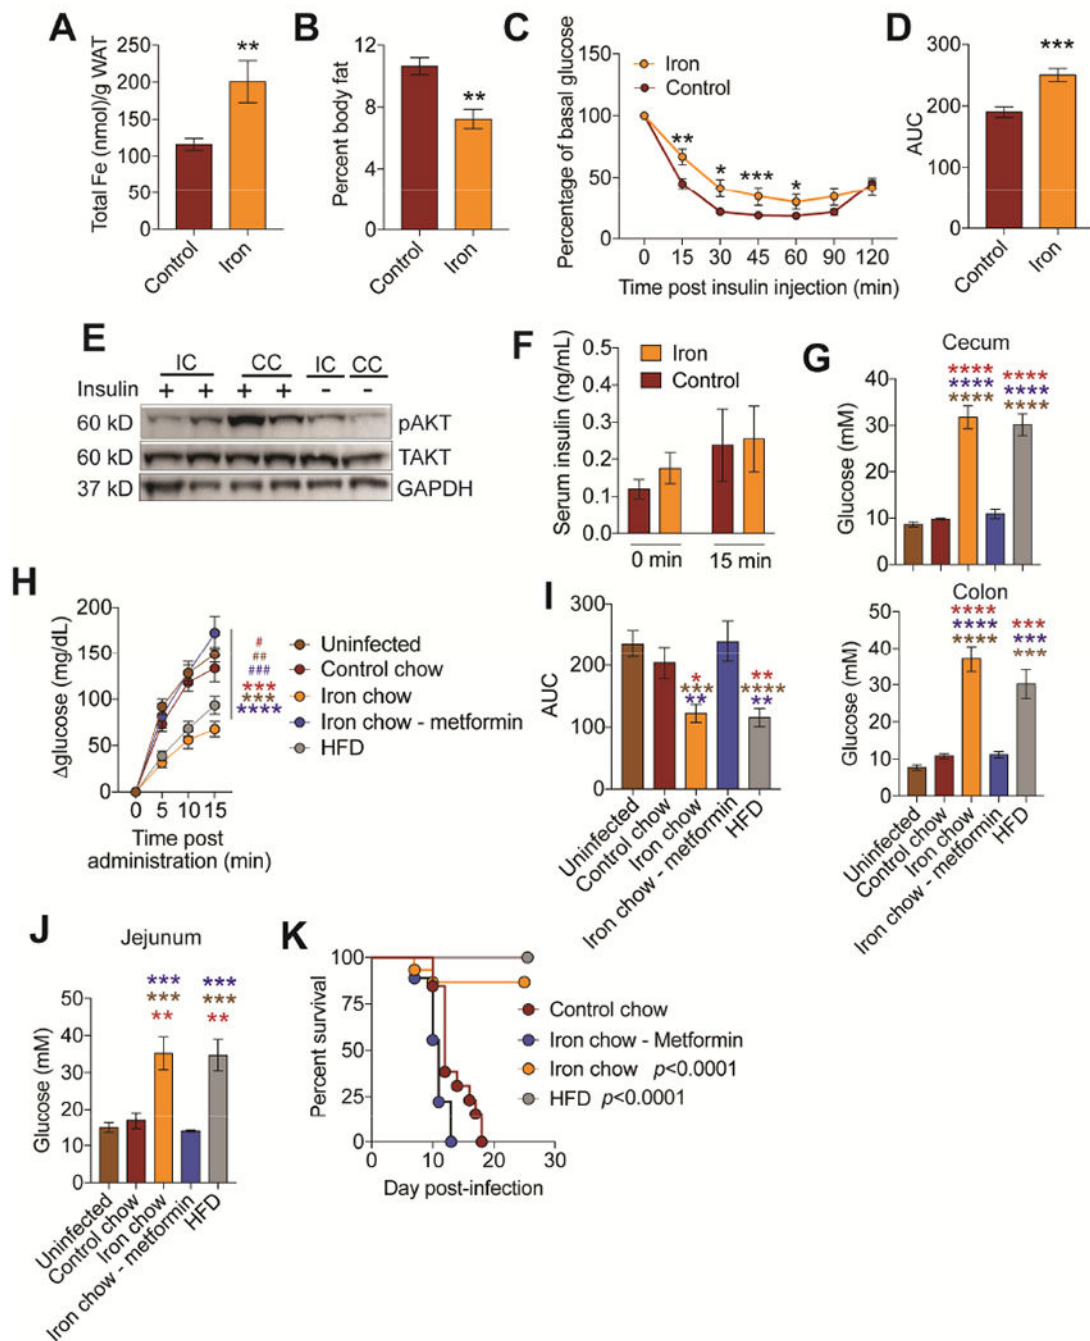 A
Total Fe (nmol)/g WAT
250
200
150
100
50
0
**
Control
Iron
B
Percent body fat
12
9
6
3
0
**
Control
Iron
C
Percentage of basal glucose
150
100
50
0
Iron
Control
**
*
***
*
0 15 30 45 60 90 120
Time post insulin injection (min)
D
AUC
300
200
100
0
***
Control
Iron
E
IC CC IC CC
Insulin + + + + - -
60 kD pAKT
60 kD TAKT
37 kD GAPDH
F
Serum insulin (ng/mL)
0.5
0.4
0.3
0.2
0.1
0.0
Iron
Control
0 min 15 min
G
Cecum
Glucose (mM)
40
30
20
10
0
**** ****
**** ****
**** ****
Colon
Glucose (mM)
50
40
30
20
10
0
**** ***
**** ***
**** ***
Uninfected
Control chow
Iron chow
Iron chow - metformin
HFD
H
Δglucose (mg/dL)
200
150
100
50
0
0 5 10 15
Time post
administration (min)
#
##
###
***
***
****
Uninfected
Control chow
Iron chow
Iron chow - metformin
HFD
I
AUC
300
200
100
0
* **
*** ****
** **
Uninfected
Control chow
Iron chow
Iron chow - metformin
HFD
J
Jejunum
Glucose (mM)
50
40
30
20
10
0
*** ***
*** ***
** **
Uninfected
Control chow
Iron chow
Iron chow - metformin
HFD
K
Percent survival
100
75
50
25
0
0 10 20 30
Day post-infection
Control chow
Iron chow - Metformin
Iron chow p<0.0001
HFD p<0.0001